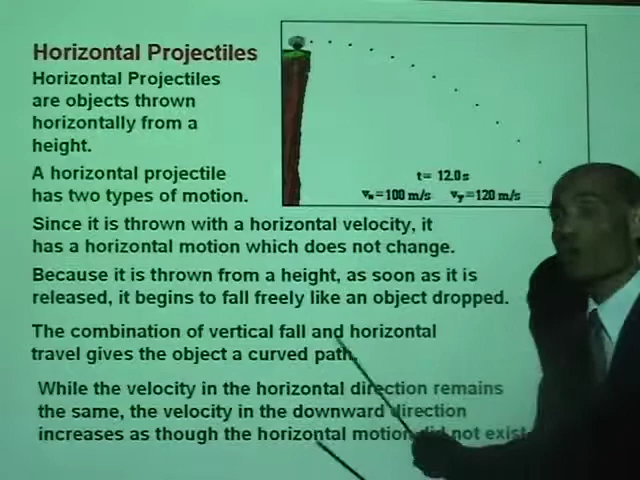 Horizontal Projectiles
Horizontal Projectiles
are objects thrown
horizontally from a
height.
A horizontal projectile
has two types of motion.
t= 12.0s
vx=100 m/s vy=120 m/s
Since it is thrown with a horizontal velocity, it
has a horizontal motion which does not change.
Because it is thrown from a height, as soon as it is
released, it begins to fall freely like an object dropped.
The combination of vertical fall and horizontal
travel gives the object a curved path.
While the velocity in the horizontal direction remains
the same, the velocity in the downward direction
increases as though the horizontal motion did not exist